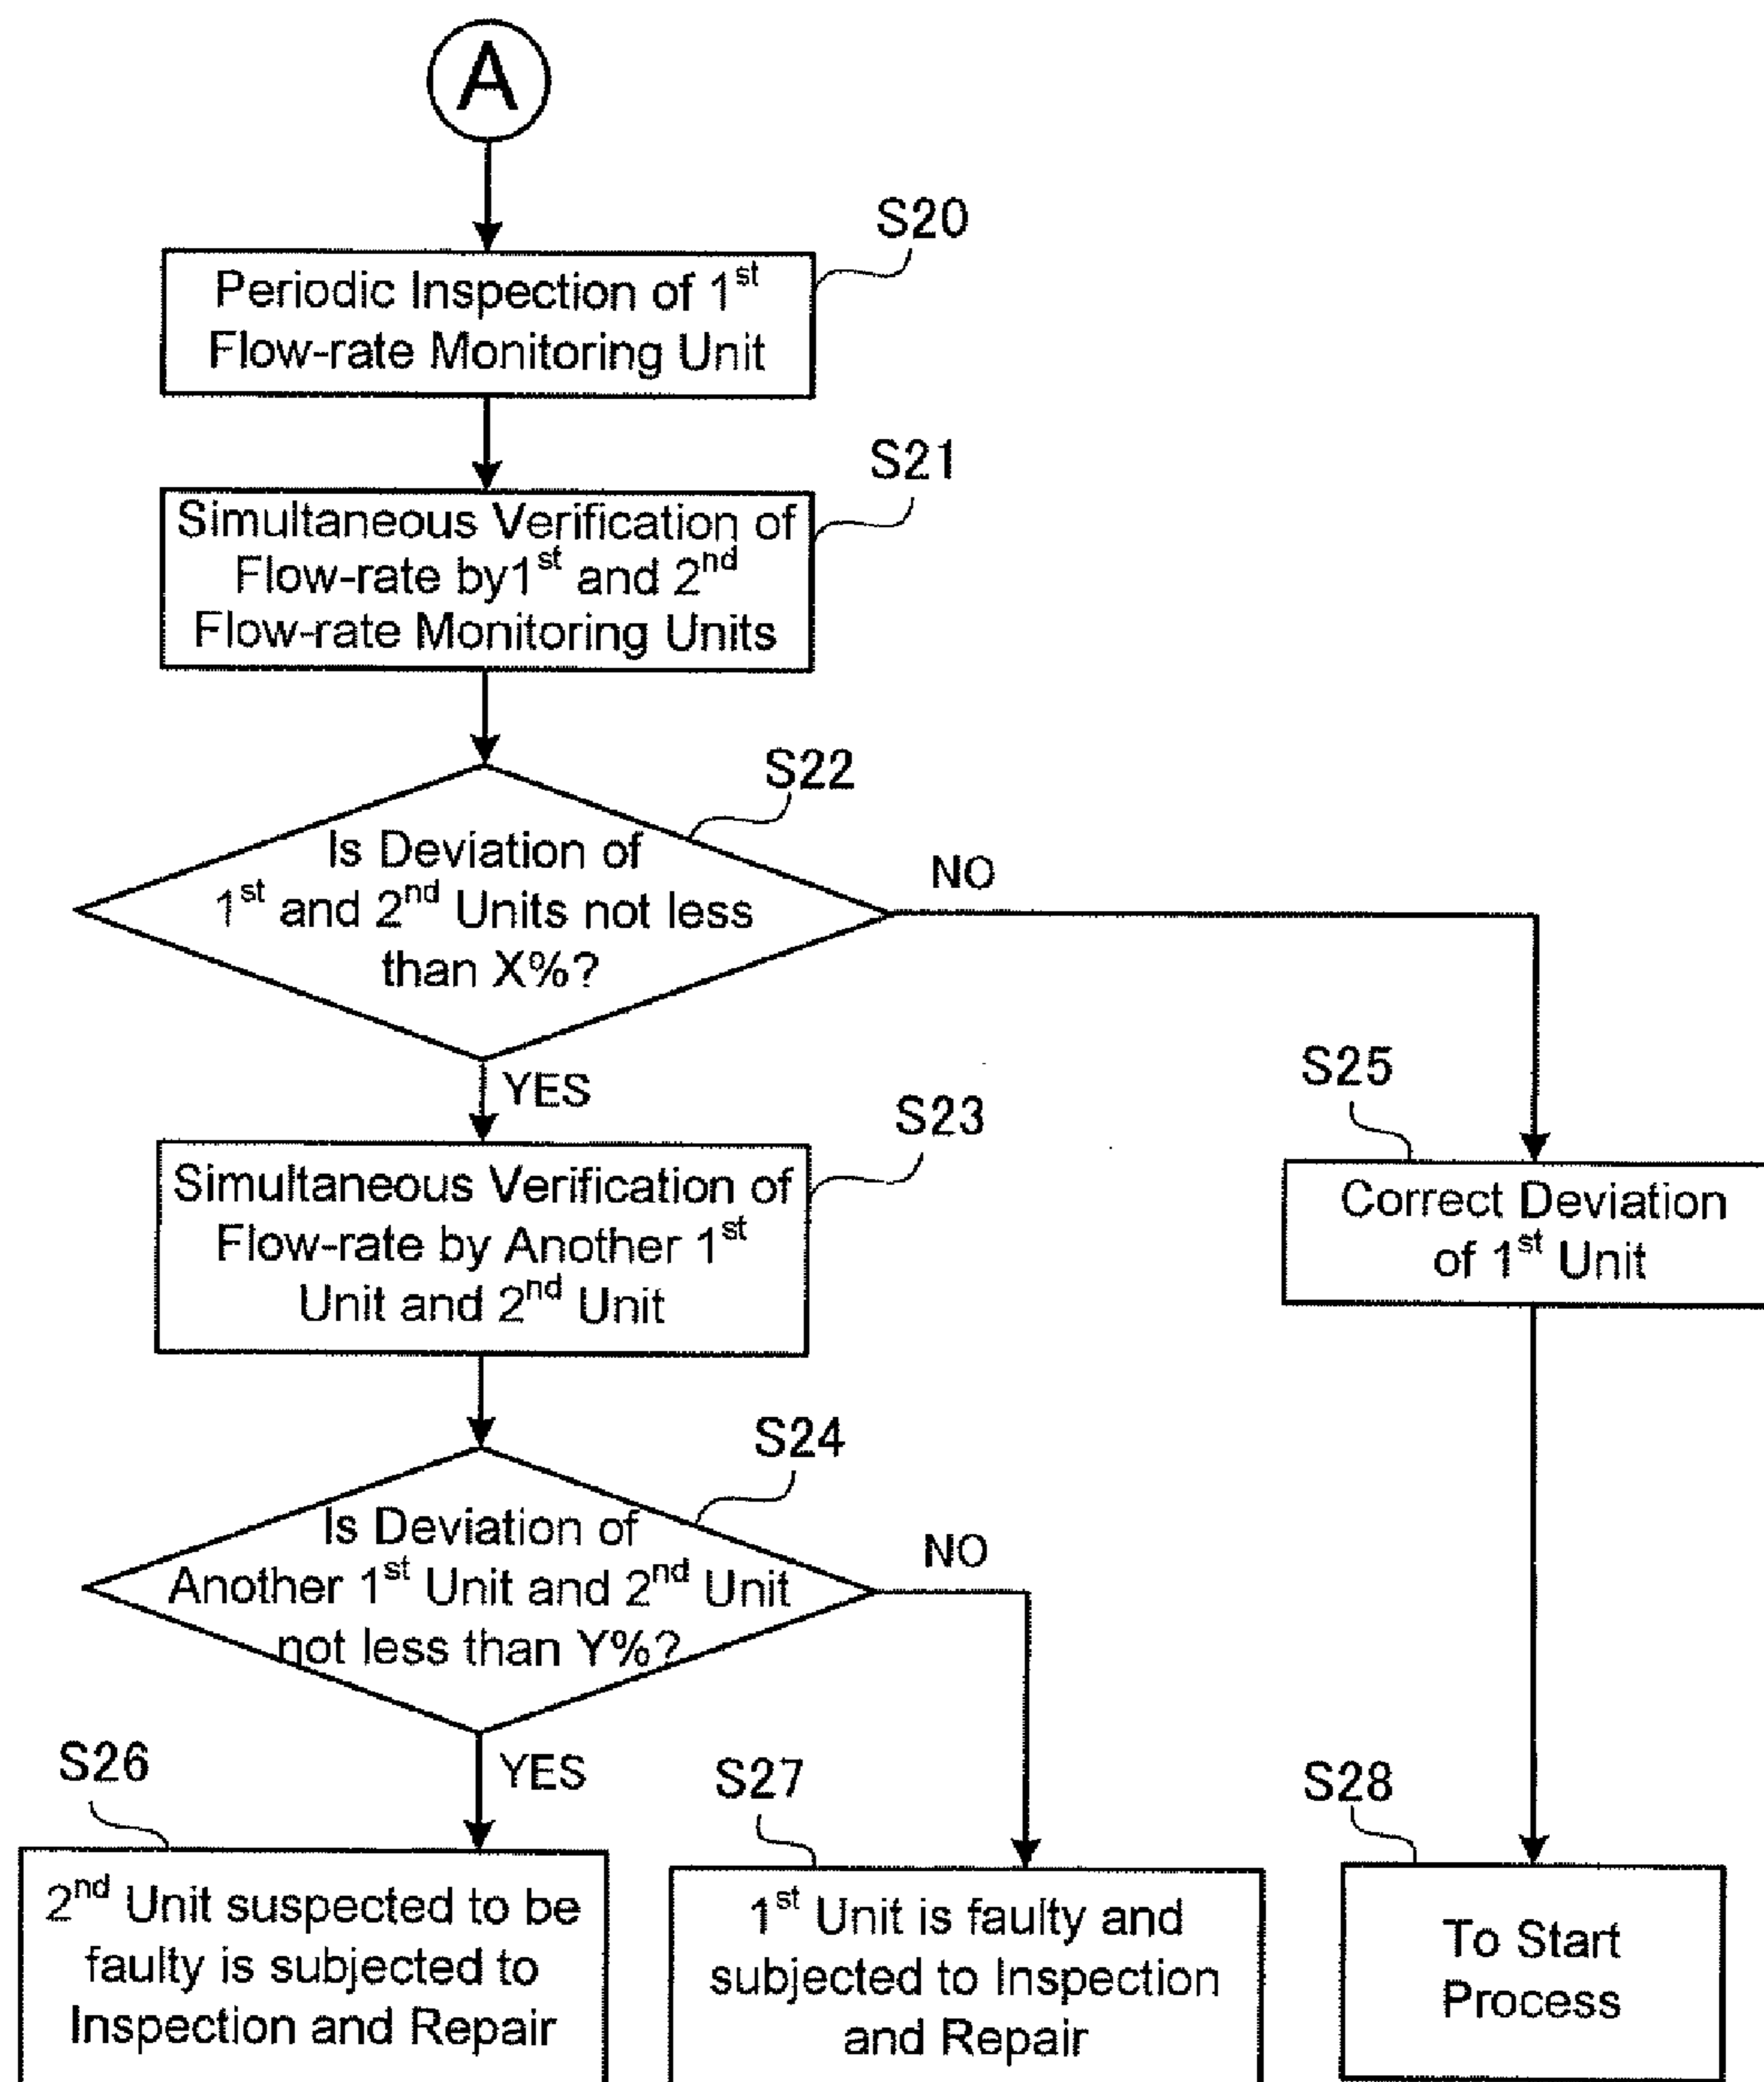 A
S20
Periodic Inspection of 1st
Flow-rate Monitoring Unit
S21
Simultaneous Verification of
Flow-rate by1st and 2nd
Flow-rate Monitoring Units
S22
Is Deviation of
1st and 2nd Units not less
than X%?
NO
YES
S23
Simultaneous Verification of
Flow-rate by Another 1st
Unit and 2nd Unit
S25
Correct Deviation
of 1st Unit
S24
Is Deviation of
Another 1st Unit and 2nd Unit
not less than Y%?
NO
YES
S26
2nd Unit suspected to be
faulty is subjected to
Inspection and Repair
S27
1st Unit is faulty and
subjected to Inspection
and Repair
S28
To Start
Process